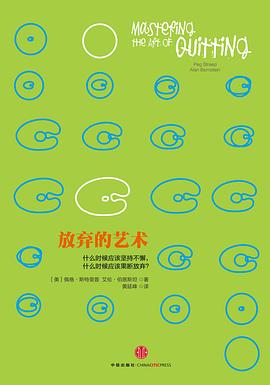 MASTERING
THE ART OF QUITTING
Peg Streep
Alan Bernstein
放弃的艺术
什么时候应该坚持不懈,
什么时候应该果断放弃?
[美] 佩格·斯特里普 艾伦·伯恩斯坦 ◎著
黄延峰 ◎译
中信出版社·CHINACITICPRESS